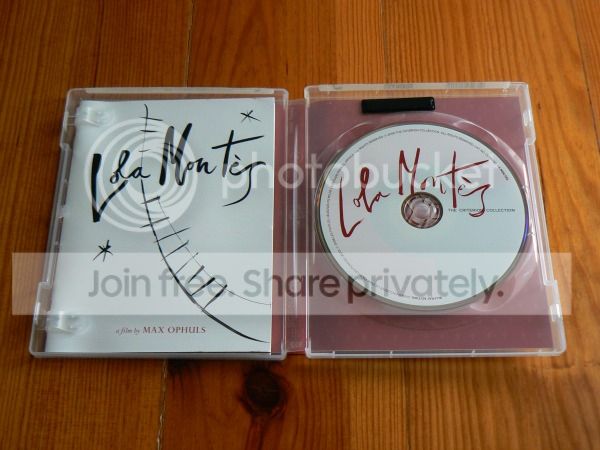 Lola Montès
a film by MAX OPHULS
Lola Montès
THE CRITERION COLLECTION
photobucket
Join free. Share privately.